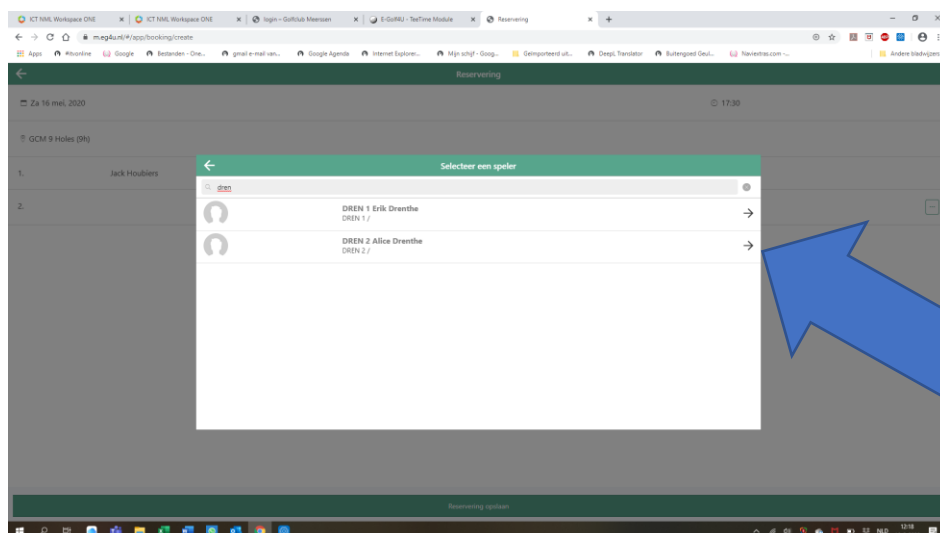 ICT NML Workspace ONE
ICT NML Workspace ONE
login – Golfclub Meerssen
E-Golf4U - TeeTime Module
Reservering
m.eg4u.nl/#/app/booking/create
Apps
#itvonline
Google
Bestanden - One...
gmail e-mail van...
Google Agenda
Internet Explorer...
Mijn schijf - Goog...
Geïmporteerd uit...
DeepL Translator
Buitengoed Geul...
Naviextras.com -...
Andere bladwijzers
Reservering
Za 16 mei, 2020
17:30
GCM 9 Holes (9h)
1. Jack Houbiers
2.
Selecteer een speler
dren
DREN 1 Erik Drenthe
DREN 1 /
DREN 2 Alice Drenthe
DREN 2 /
Reservering opslaan
NLD
12:18